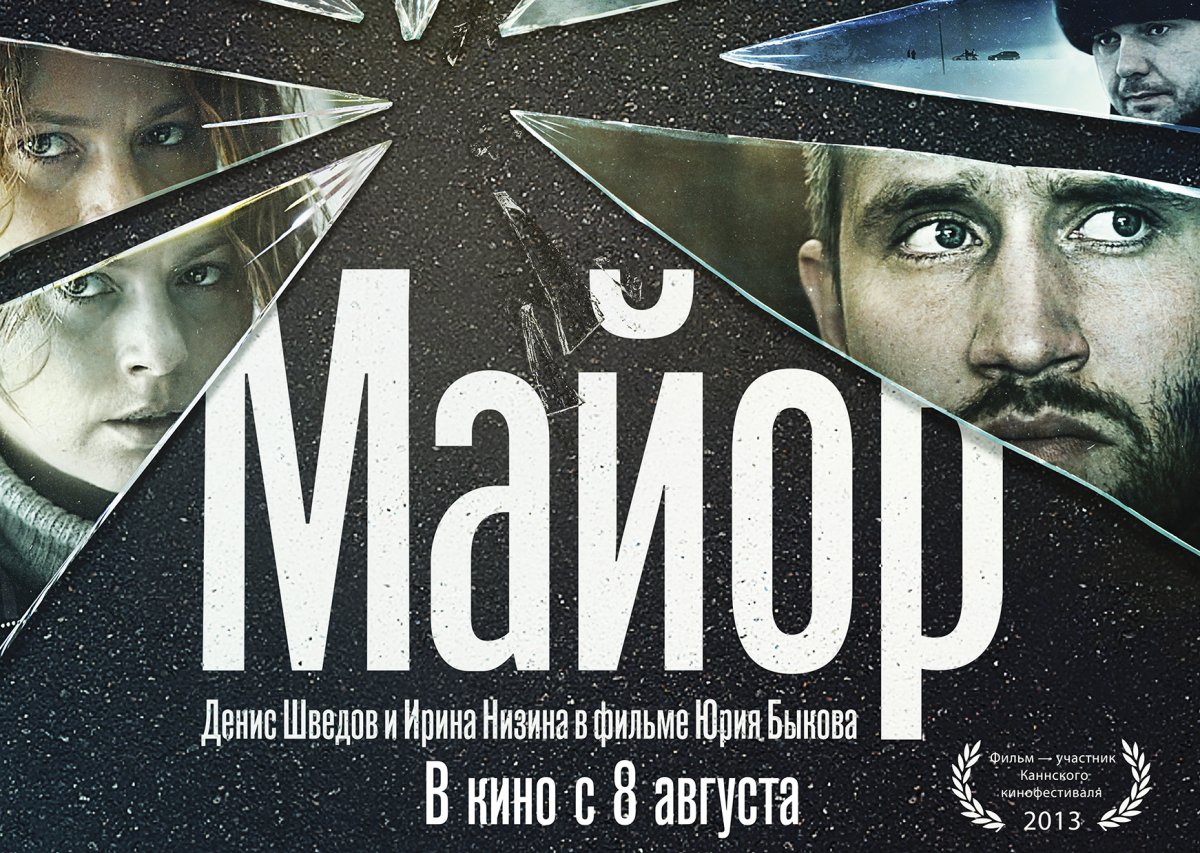 Майор
Денис Шведов и Ирина Низина в фильме Юрия Быкова
В кино с 8 августа
Фильм — участник
Каннского
кинофестиваля
2013